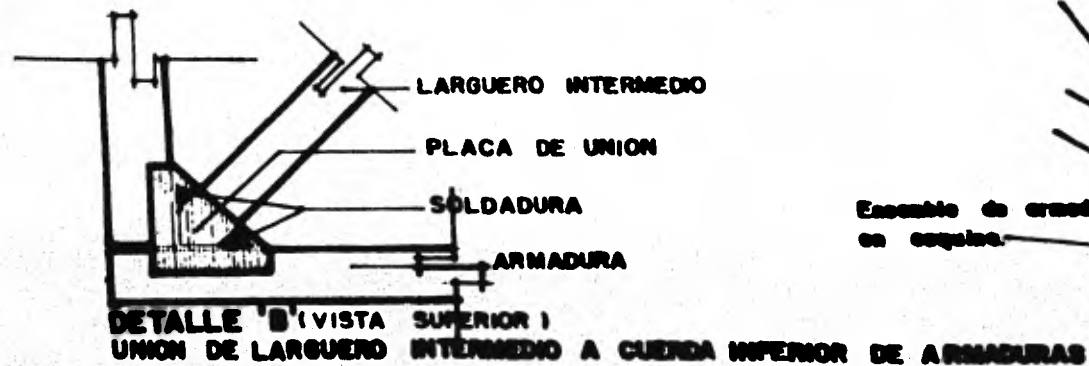 LARGUERO INTERMEDIO
PLACA DE UNION
SOLDADURA
ARMADURA
Ensamble de armad
en esquina.
DETALLE 'B' (VISTA SUPERIOR)
UNION DE LARGUERO INTERMEDIO A CUERDA INFERIOR DE ARMADURAS